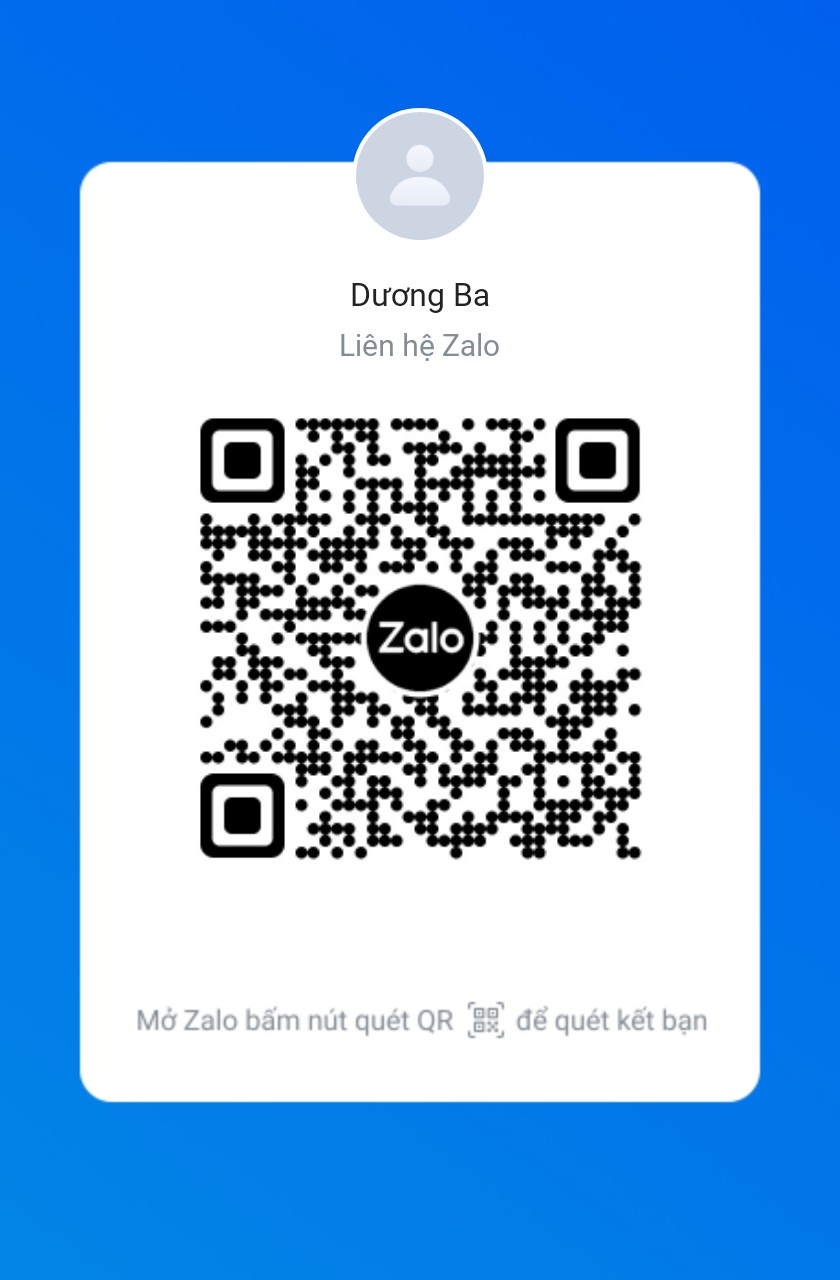 Dương Ba
Liên hệ Zalo
Zalo
Mở Zalo bấm nút quét QR để quét kết bạn